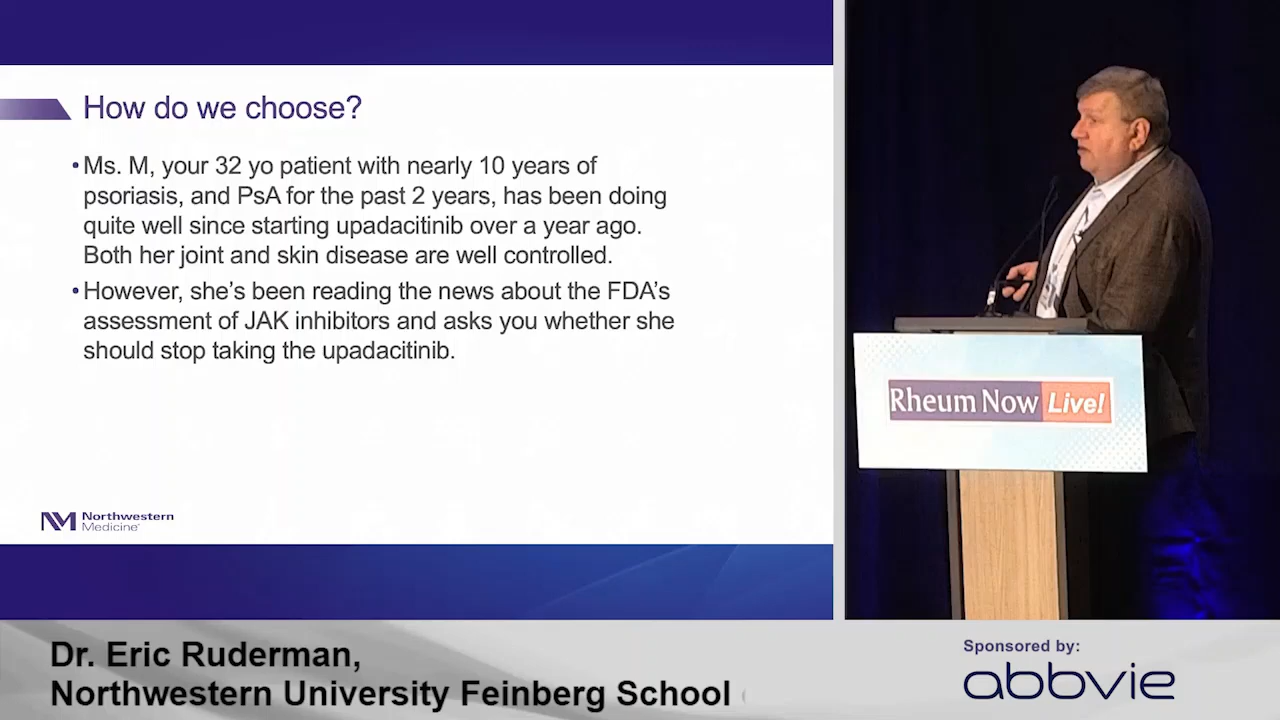 How do we choose?
•Ms. M, your 32 yo patient with nearly 10 years of
psoriasis, and PsA for the past 2 years, has been doing
quite well since starting upadacitinib over a year ago.
Both her joint and skin disease are well controlled.
•However, she’s been reading the news about the FDA’s
assessment of JAK inhibitors and asks you whether she
should stop taking the upadacitinib.
NM Northwestern
Medicine
Rheum Now Live!
Dr. Eric Ruderman,
Northwestern University Feinberg School
Sponsored by:
abbvie